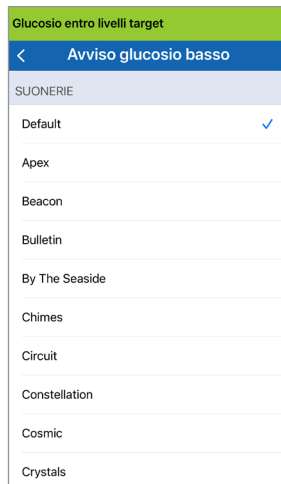 Glucosio entro livelli target
Avviso glucosio basso
SUONERIE
Default
Apex
Beacon
Bulletin
By The Seaside
Chimes
Circuit
Constellation
Cosmic
Crystals